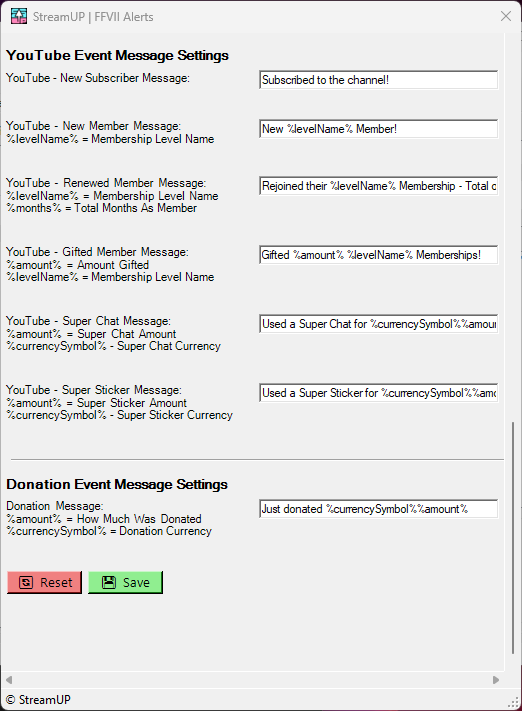 StreamUP | FFVII Alerts
YouTube Event Message Settings
YouTube - New Subscriber Message:
Subscribed to the channel!
YouTube - New Member Message:
%levelName% = Membership Level Name
New %levelName% Member!
YouTube - Renewed Member Message:
%levelName% = Membership Level Name
%months% = Total Months As Member
Rejoined their %levelName% Membership - Total
YouTube - Gifted Member Message:
%amount% = Amount Gifted
%levelName% = Membership Level Name
Gifted %amount% %levelName% Memberships!
YouTube - Super Chat Message:
%amount% = Super Chat Amount
%currencySymbol% - Super Chat Currency
Used a Super Chat for %currencySymbol%%amoun
YouTube - Super Sticker Message:
%amount% = Super Sticker Amount
%currencySymbol% - Super Sticker Currency
Used a Super Sticker for %currencySymbol%%amo
Donation Event Message Settings
Donation Message:
%amount% = How Much Was Donated
%currencySymbol% = Donation Currency
Just donated %currencySymbol%%amount%
Reset
Save
© StreamUP